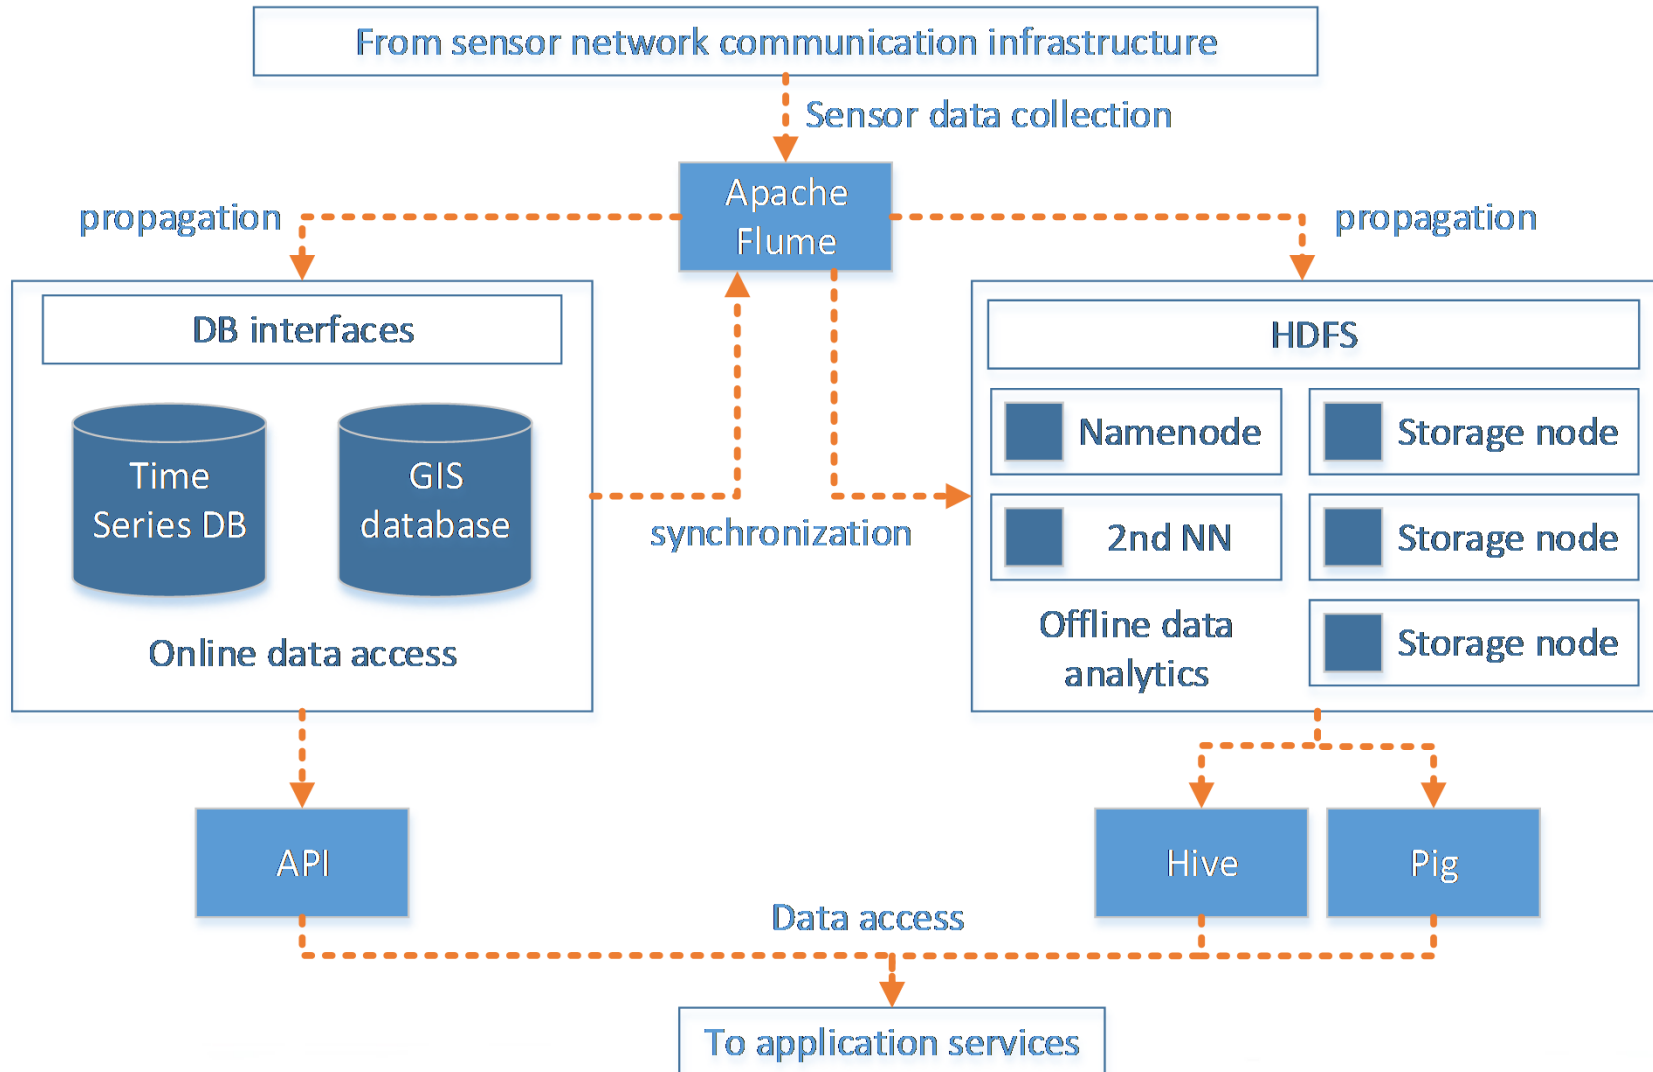 From sensor network communication infrastructure
Sensor data collection
Apache
Flume
propagation
propagation
DB interfaces
Time
Series DB
GIS
database
Online data access
synchronization
HDFS
Namenode
Storage node
2nd NN
Storage node
Offline data
analytics
Storage node
API
Hive
Pig
Data access
To application services